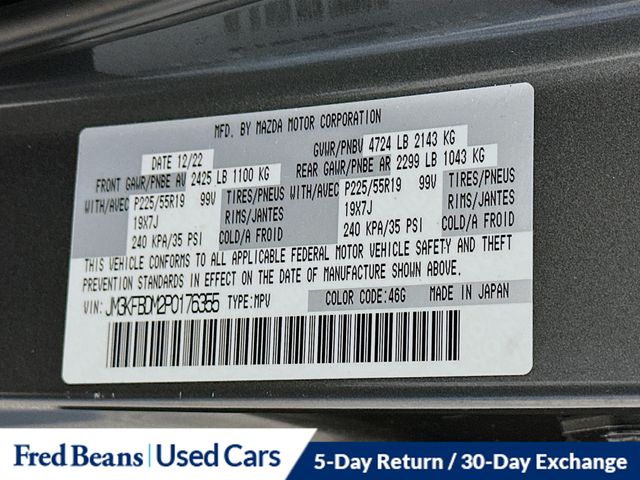 MFD. BY MAZDA MOTOR CORPORATION
DATE 12/22 GVWR/PNBV 4724 LB 2143 KG
FRONT GAWR/PNBE AV 2425 LB 1100 KG REAR GAWR/PNBE AR 2299 LB 1043 KG
WITH/AVEC P225/55R19 99V TIRES/PNEUS WITH/AVEC P225/55R19 99V TIRES/PNEUS
19X7J RIMS/JANTES 19X7J RIMS/JANTES
240 KPA/35 PSI COLD/A FROID 240 KPA/35 PSI COLD/A FROID
THIS VEHICLE CONFORMS TO ALL APPLICABLE FEDERAL MOTOR VEHICLE SAFETY AND THEFT
PREVENTION STANDARDS IN EFFECT ON THE DATE OF MANUFACTURE SHOWN ABOVE.
VIN: JM3KFBDM2P0176355 TYPE:MPV COLOR CODE:46G MADE IN JAPAN
Fred Beans | Used Cars 5-Day Return / 30-Day Exchange